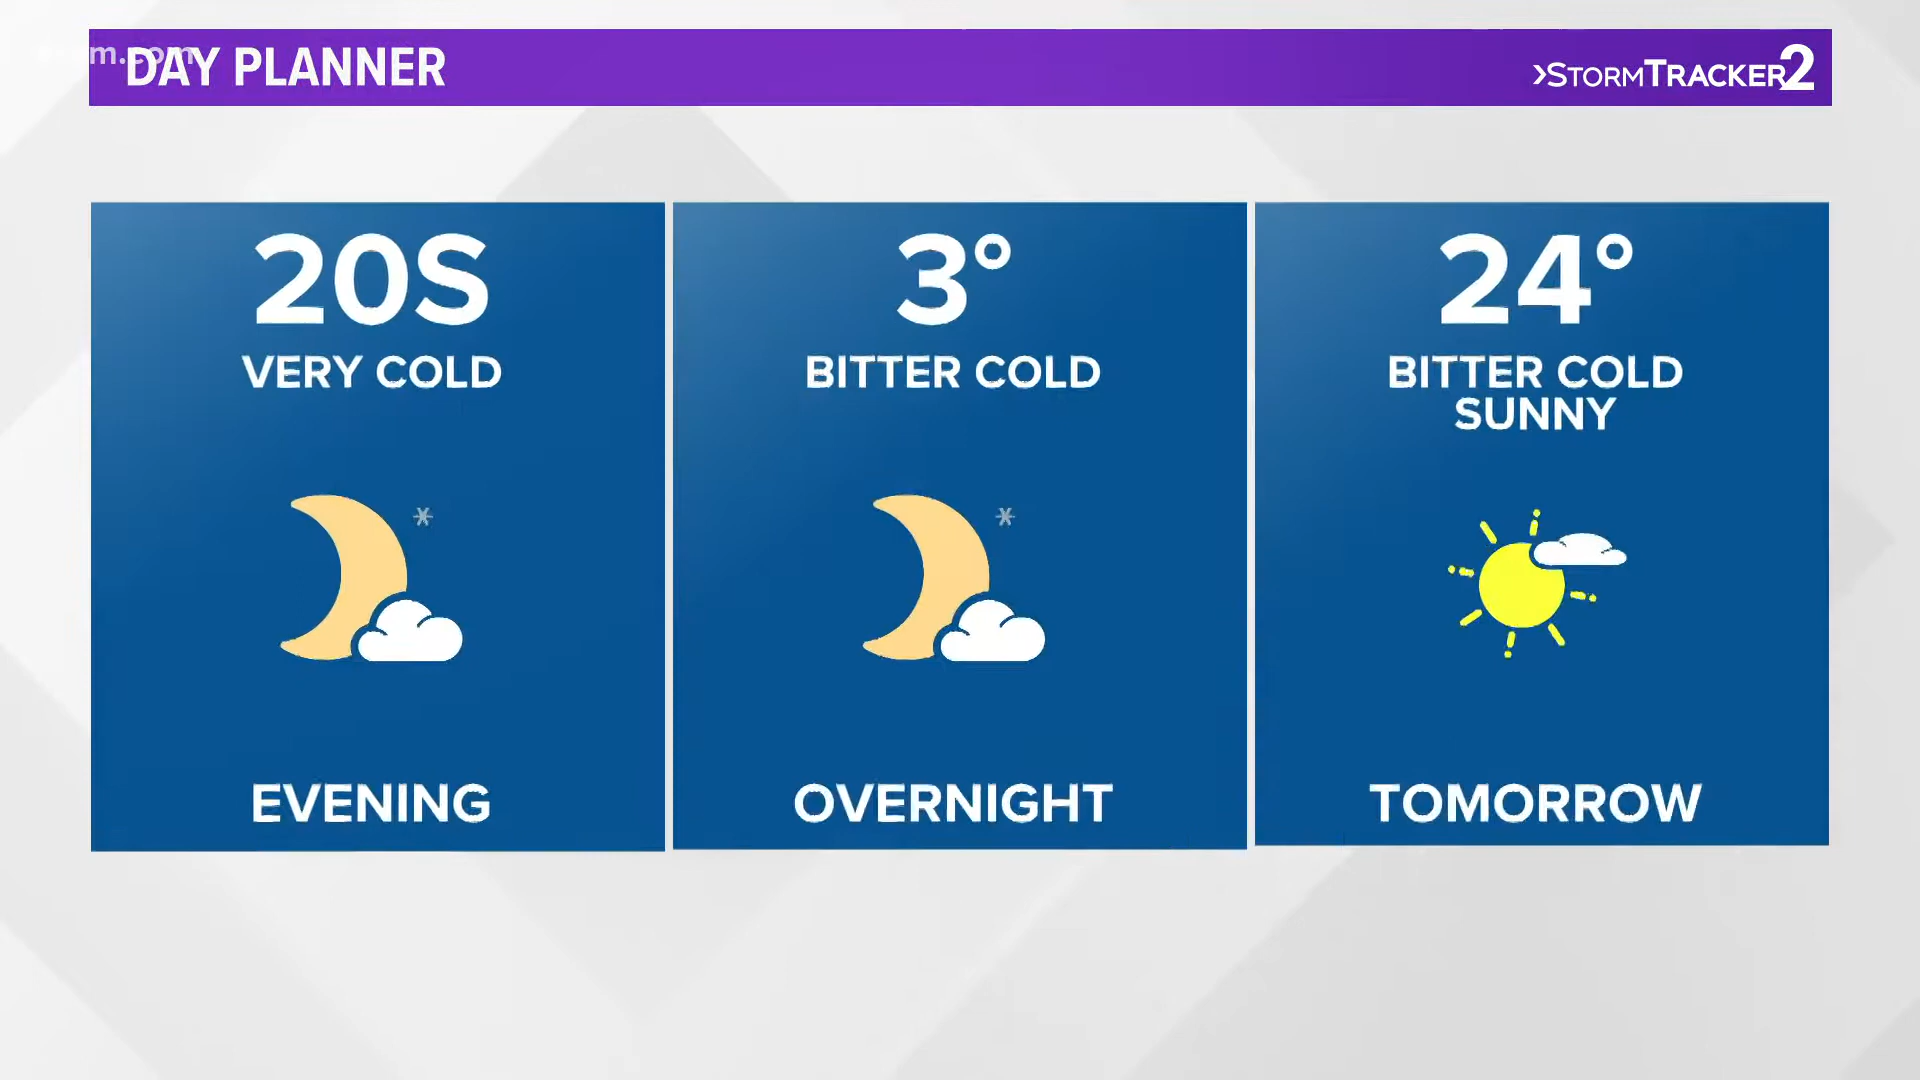 DAY PLANNER
›STORMTRACKER2
20S
VERY COLD
EVENING
3°
BITTER COLD
OVERNIGHT
24°
BITTER COLD
SUNNY
TOMORROW